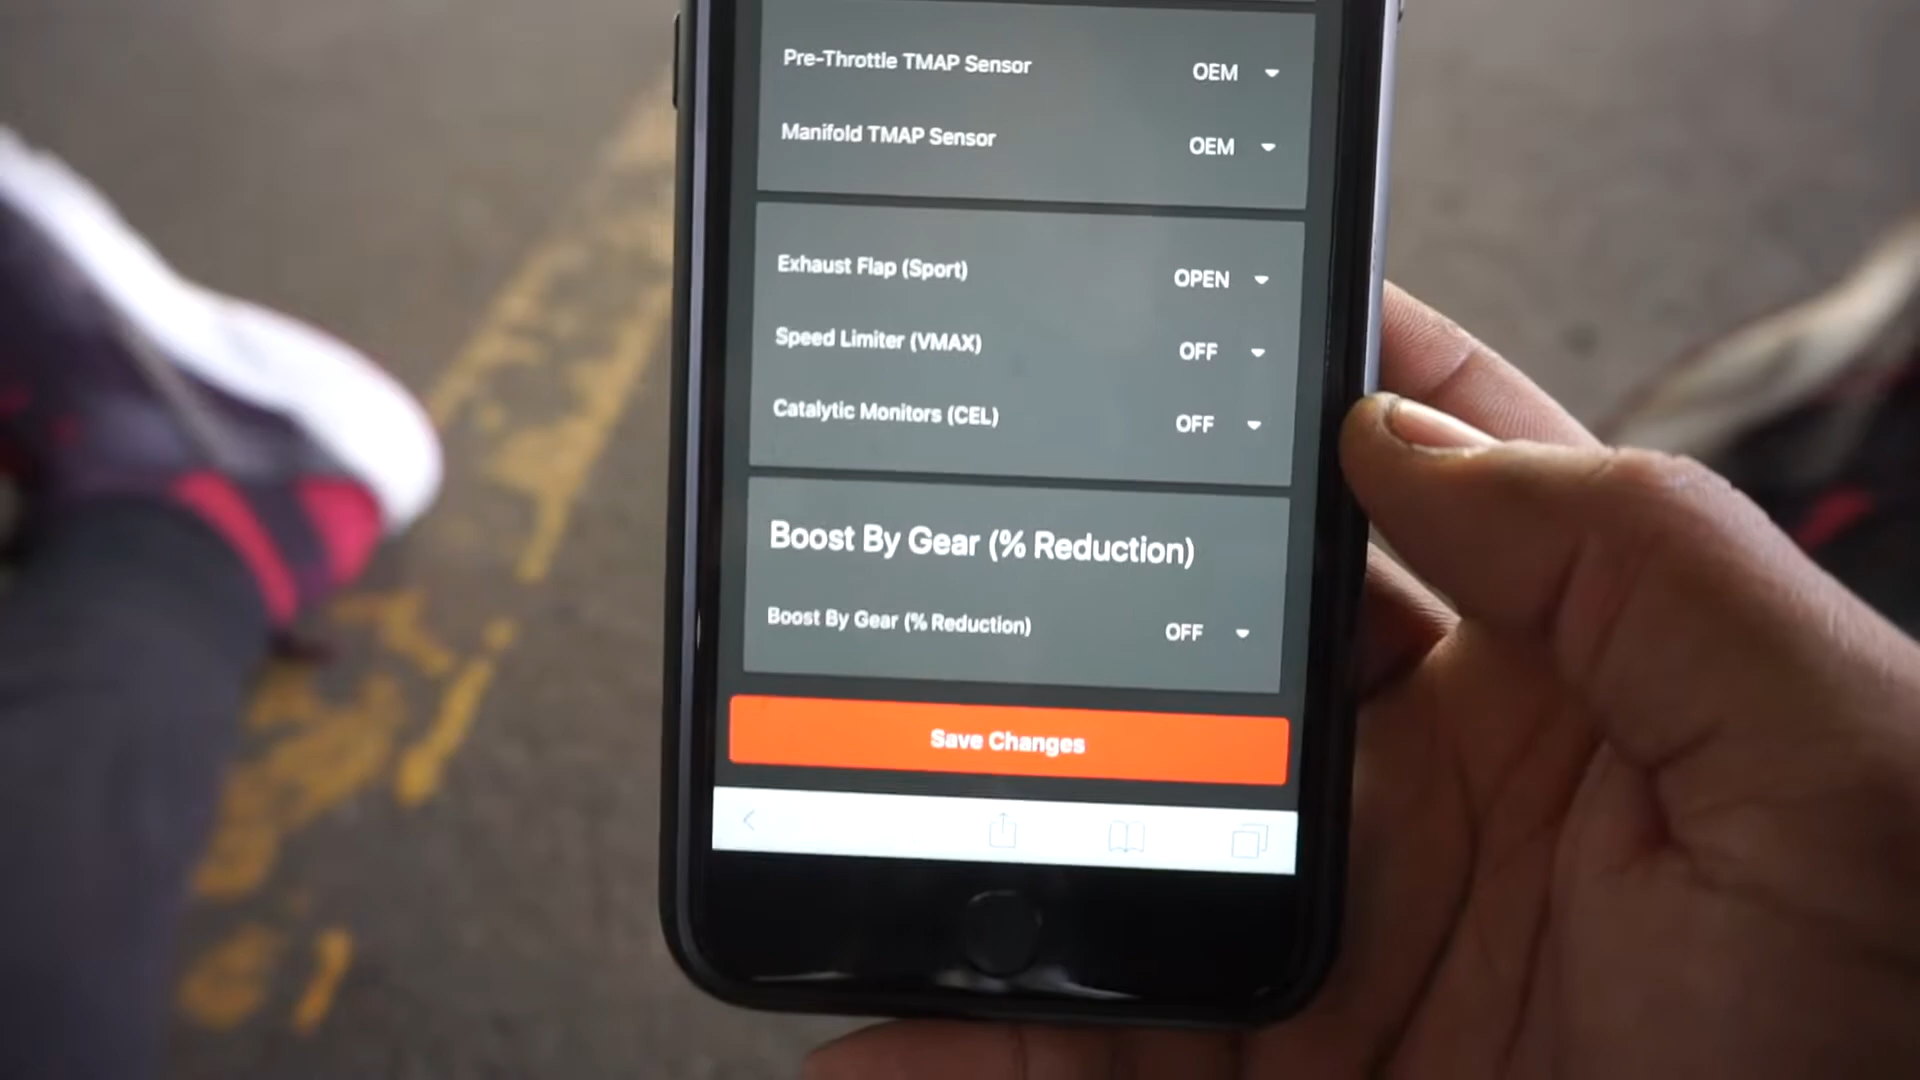 Pre-Throttle TMAP Sensor OEM
Manifold TMAP Sensor OEM
Exhaust Flap (Sport) OPEN
Speed Limiter (VMAX) OFF
Catalytic Monitors (CEL) OFF
Boost By Gear (% Reduction)
Boost By Gear (% Reduction) OFF
Save Changes